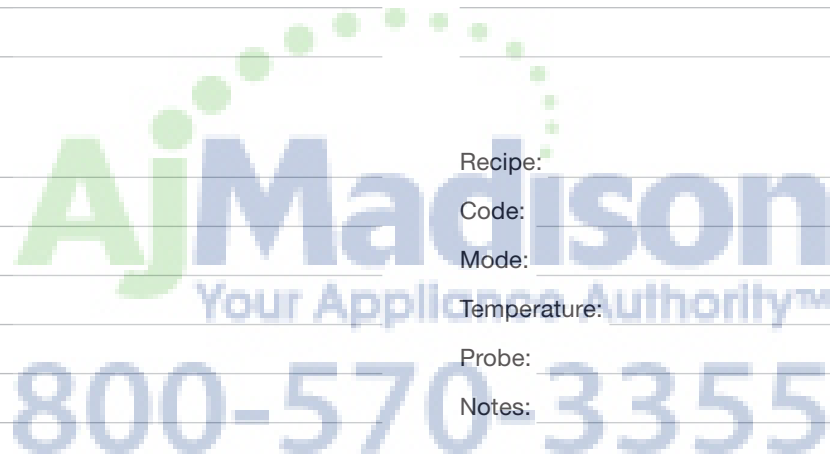 Recipe:
AjMadison
Code:
Mode:
Your Appliance Authority™
Temperature:
Probe:
800-570-3355
Notes: